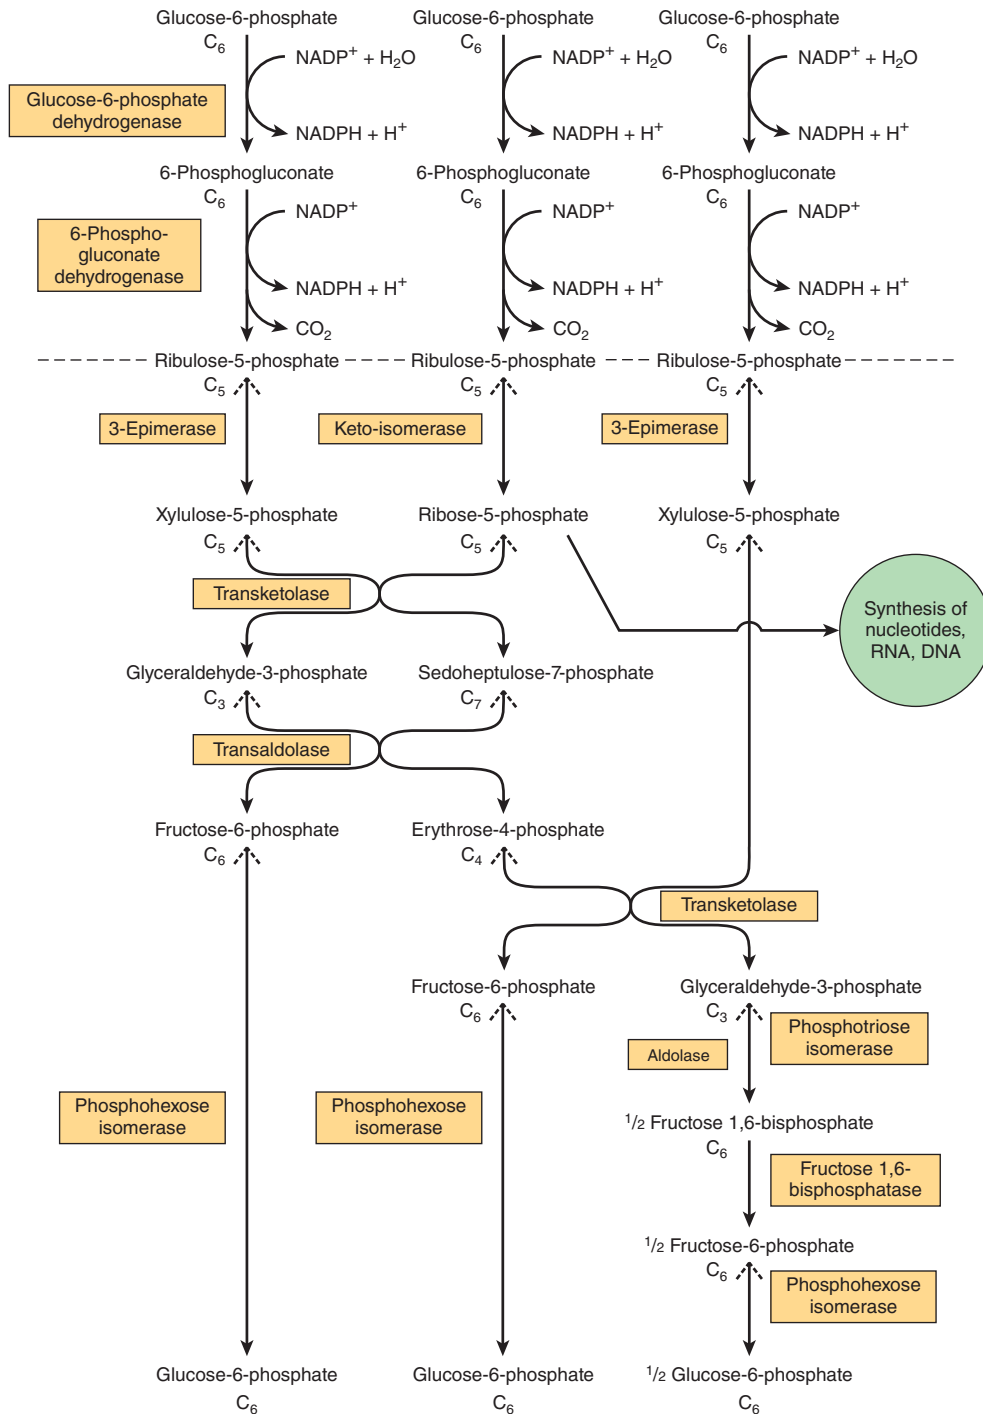 Glucose-6-phosphate Glucose-6-phosphate Glucose-6-phosphate
C6 C6 C6
NADP+ + H2O NADP+ + H2O NADP+ + H2O
Glucose-6-phosphate
dehydrogenase
NADPH + H+ NADPH + H+ NADPH + H+
6-Phosphogluconate 6-Phosphogluconate 6-Phosphogluconate
C6 C6 C6
NADP+ NADP+ NADP+
6-Phospho-
gluconate
dehydrogenase
NADPH + H+ NADPH + H+ NADPH + H+
CO2 CO2 CO2
Ribulose-5-phosphate Ribulose-5-phosphate Ribulose-5-phosphate
C5 C5 C5
3-Epimerase Keto-isomerase 3-Epimerase
Xylulose-5-phosphate Ribose-5-phosphate Xylulose-5-phosphate
C5 C5 C5
Transketolase
Synthesis of
nucleotides,
RNA, DNA
Glyceraldehyde-3-phosphate Sedoheptulose-7-phosphate
C3 C7
Transaldolase
Fructose-6-phosphate Erythrose-4-phosphate
C6 C4
Transketolase
Fructose-6-phosphate Glyceraldehyde-3-phosphate
C6 C3
Phosphotriose
isomerase
Aldolase
Phosphohexose
isomerase
Phosphohexose
isomerase
1/2 Fructose 1,6-bisphosphate
C6
Fructose 1,6-
bisphosphatase
1/2 Fructose-6-phosphate
C6
Phosphohexose
isomerase
Glucose-6-phosphate Glucose-6-phosphate 1/2 Glucose-6-phosphate
C6 C6 C6